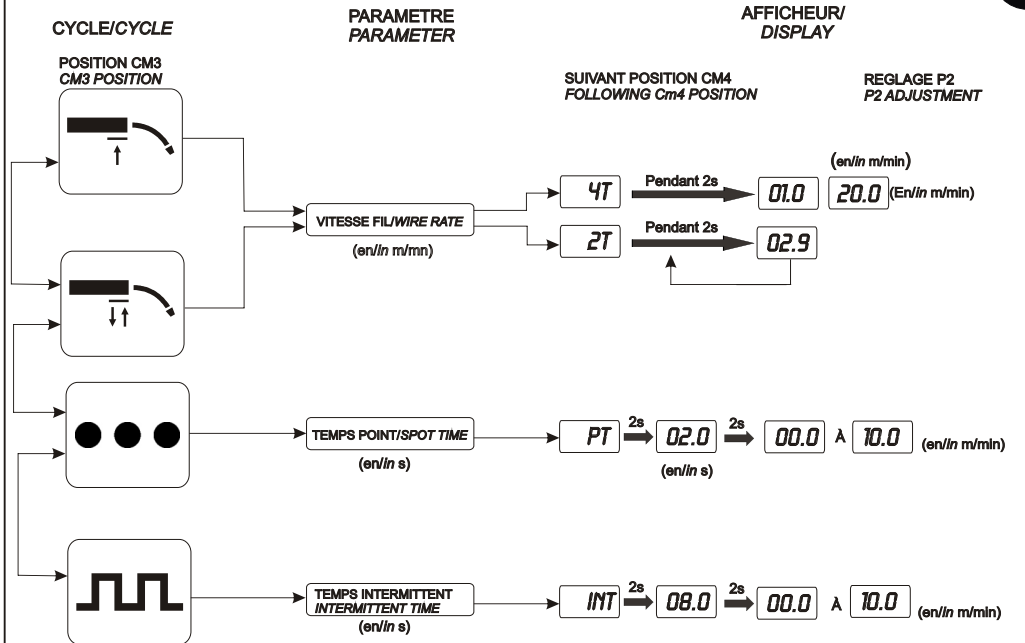 CYCLE/CYCLE
PARAMETRE
PARAMETER
AFFICHEUR/
DISPLAY
POSITION CM3
CM3 POSITION
SUIVANT POSITION CM4
FOLLOWING Cm4 POSITION
REGLAGE P2
P2 ADJUSTMENT
(en/in m/min)
VITESSE FIL/WIRE RATE
(en/in m/mn)
4T
Pendant 2s
01.0
20.0
(En/in m/min)
2T
Pendant 2s
02.9
TEMPS POINT/SPOT TIME
(en/in s)
PT
2s
02.0
(en/in s)
2s
00.0
À
10.0
(en/in m/min)
TEMPS INTERMITTENT
INTERMITTENT TIME
(en/in s)
INT
2s
08.0
2s
00.0
À
10.0
(en/in m/min)